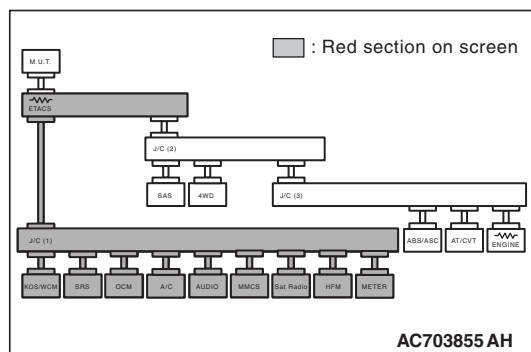 : Red section on screen
M.U.T.
ETACS
J/C (2)
SAS 4WD J/C (3)
J/C (1) ABS/ASC AT/CVT ENGINE
KOS/WCM SRS OCM A/C AUDIO MMCS Sat Radio HFM METER
AC703855 AH